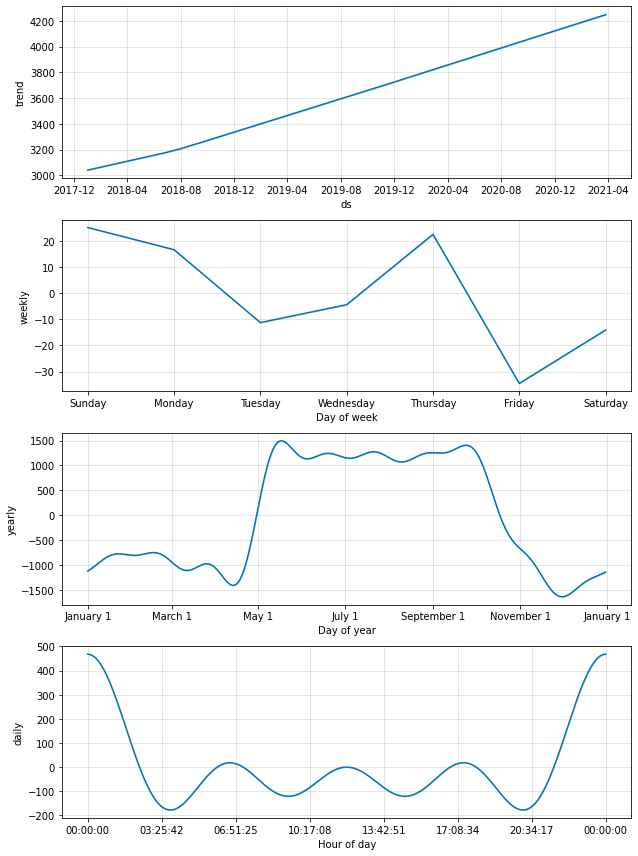 4200
4000
3800
3600
3400
3200
3000
trend
2017-12 2018-04 2018-08 2018-12 2019-04 2019-08 2019-12 2020-04 2020-08 2020-12 2021-04
ds
20
10
0
−10
−20
−30
weekly
Sunday Monday Tuesday Wednesday Thursday Friday Saturday
Day of week
1500
1000
500
0
−500
−1000
−1500
yearly
January 1 March 1 May 1 July 1 September 1 November 1 January 1
Day of year
500
400
300
200
100
0
−100
−200
daily
00:00:00 03:25:42 06:51:25 10:17:08 13:42:51 17:08:34 20:34:17 00:00:00
Hour of day